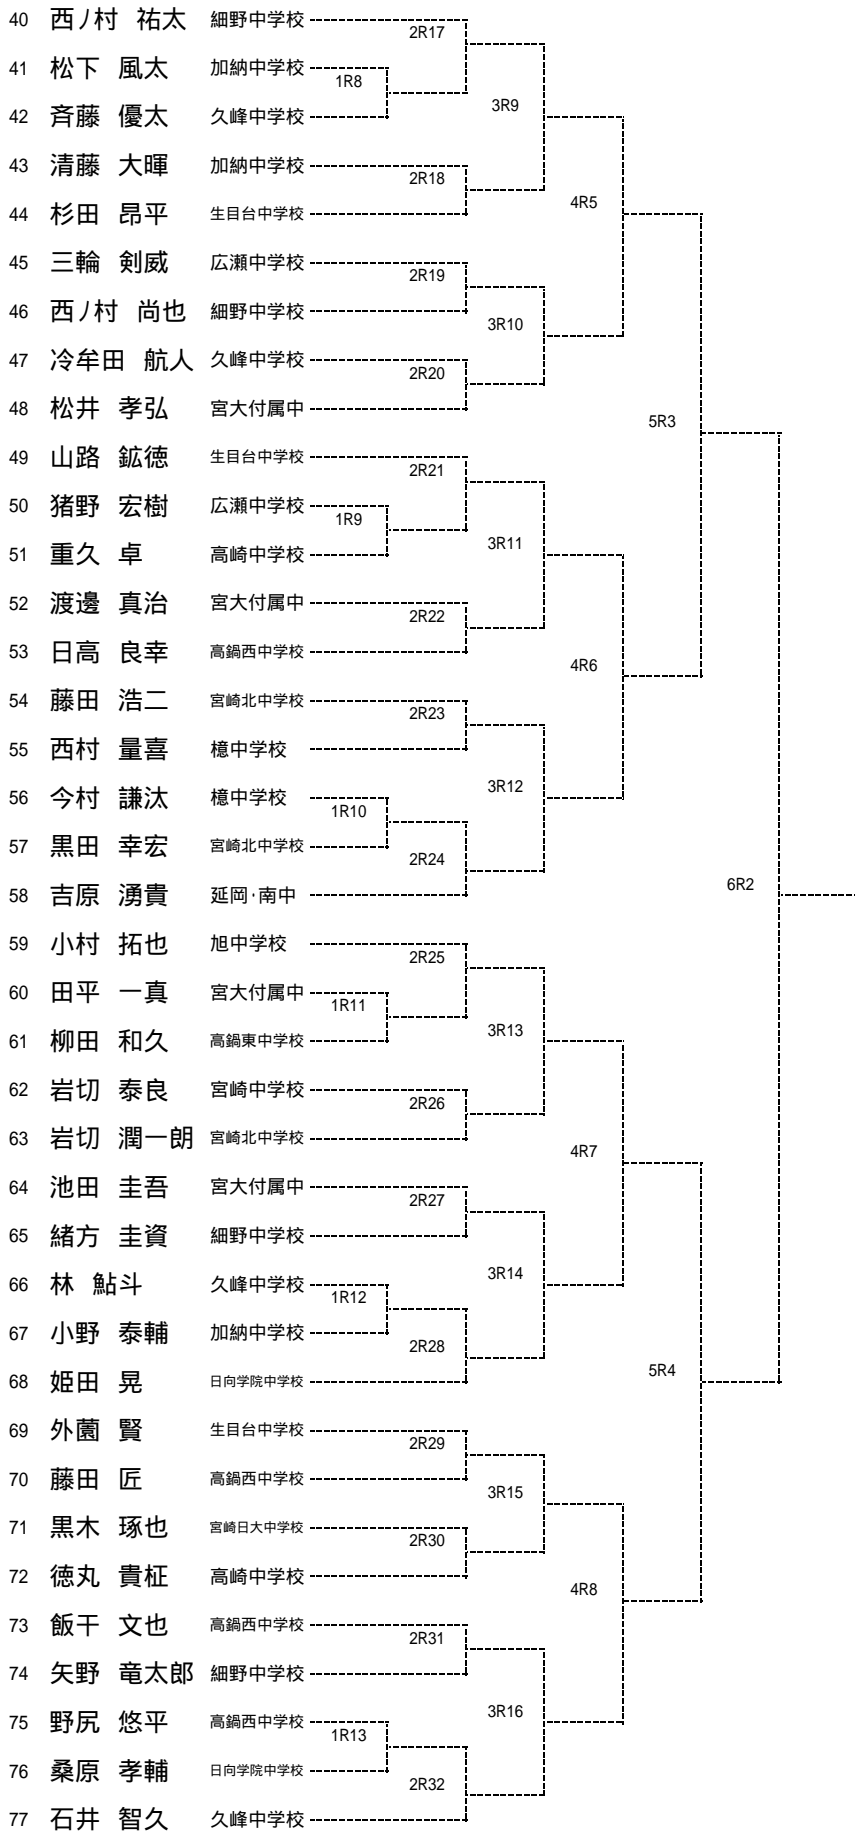 40 西ノ村 祐太 細野中学校
2R17
41 松下 風太 加納中学校
1R8
3R9
42 斉藤 優太 久峰中学校
43 清藤 大暉 加納中学校
2R18
4R5
44 杉田 昂平 生目台中学校
45 三輪 剣威 広瀬中学校
2R19
46 西ノ村 尚也 細野中学校
3R10
47 冷牟田 航人 久峰中学校
2R20
48 松井 孝弘 宮大付属中
5R3
49 山路 鉱徳 生目台中学校
2R21
50 猪野 宏樹 広瀬中学校
1R9
3R11
51 重久 卓 高崎中学校
52 渡邊 真治 宮大付属中
2R22
53 日高 良幸 高鍋西中学校
4R6
54 藤田 浩二 宮崎北中学校
2R23
55 西村 量喜 檍中学校
3R12
56 今村 謙汰 檍中学校
1R10
57 黒田 幸宏 宮崎北中学校
2R24
6R2
58 吉原 湧貴 延岡・南中
59 小村 拓也 旭中学校
2R25
60 田平 一真 宮大付属中
1R11
3R13
61 柳田 和久 高鍋東中学校
62 岩切 泰良 宮崎中学校
2R26
63 岩切 潤一朗 宮崎北中学校
4R7
64 池田 圭吾 宮大付属中
2R27
65 緒方 圭資 細野中学校
3R14
66 林 鮎斗 久峰中学校
1R12
67 小野 泰輔 加納中学校
2R28
5R4
68 姫田 晃 日向学院中学校
69 外薗 賢 生目台中学校
2R29
70 藤田 匠 高鍋西中学校
3R15
71 黒木 琢也 宮崎日大中学校
2R30
72 徳丸 貴柾 高崎中学校
4R8
73 飯干 文也 高鍋西中学校
2R31
74 矢野 竜太郎 細野中学校
3R16
75 野尻 悠平 高鍋西中学校
1R13
76 桑原 孝輔 日向学院中学校
2R32
77 石井 智久 久峰中学校